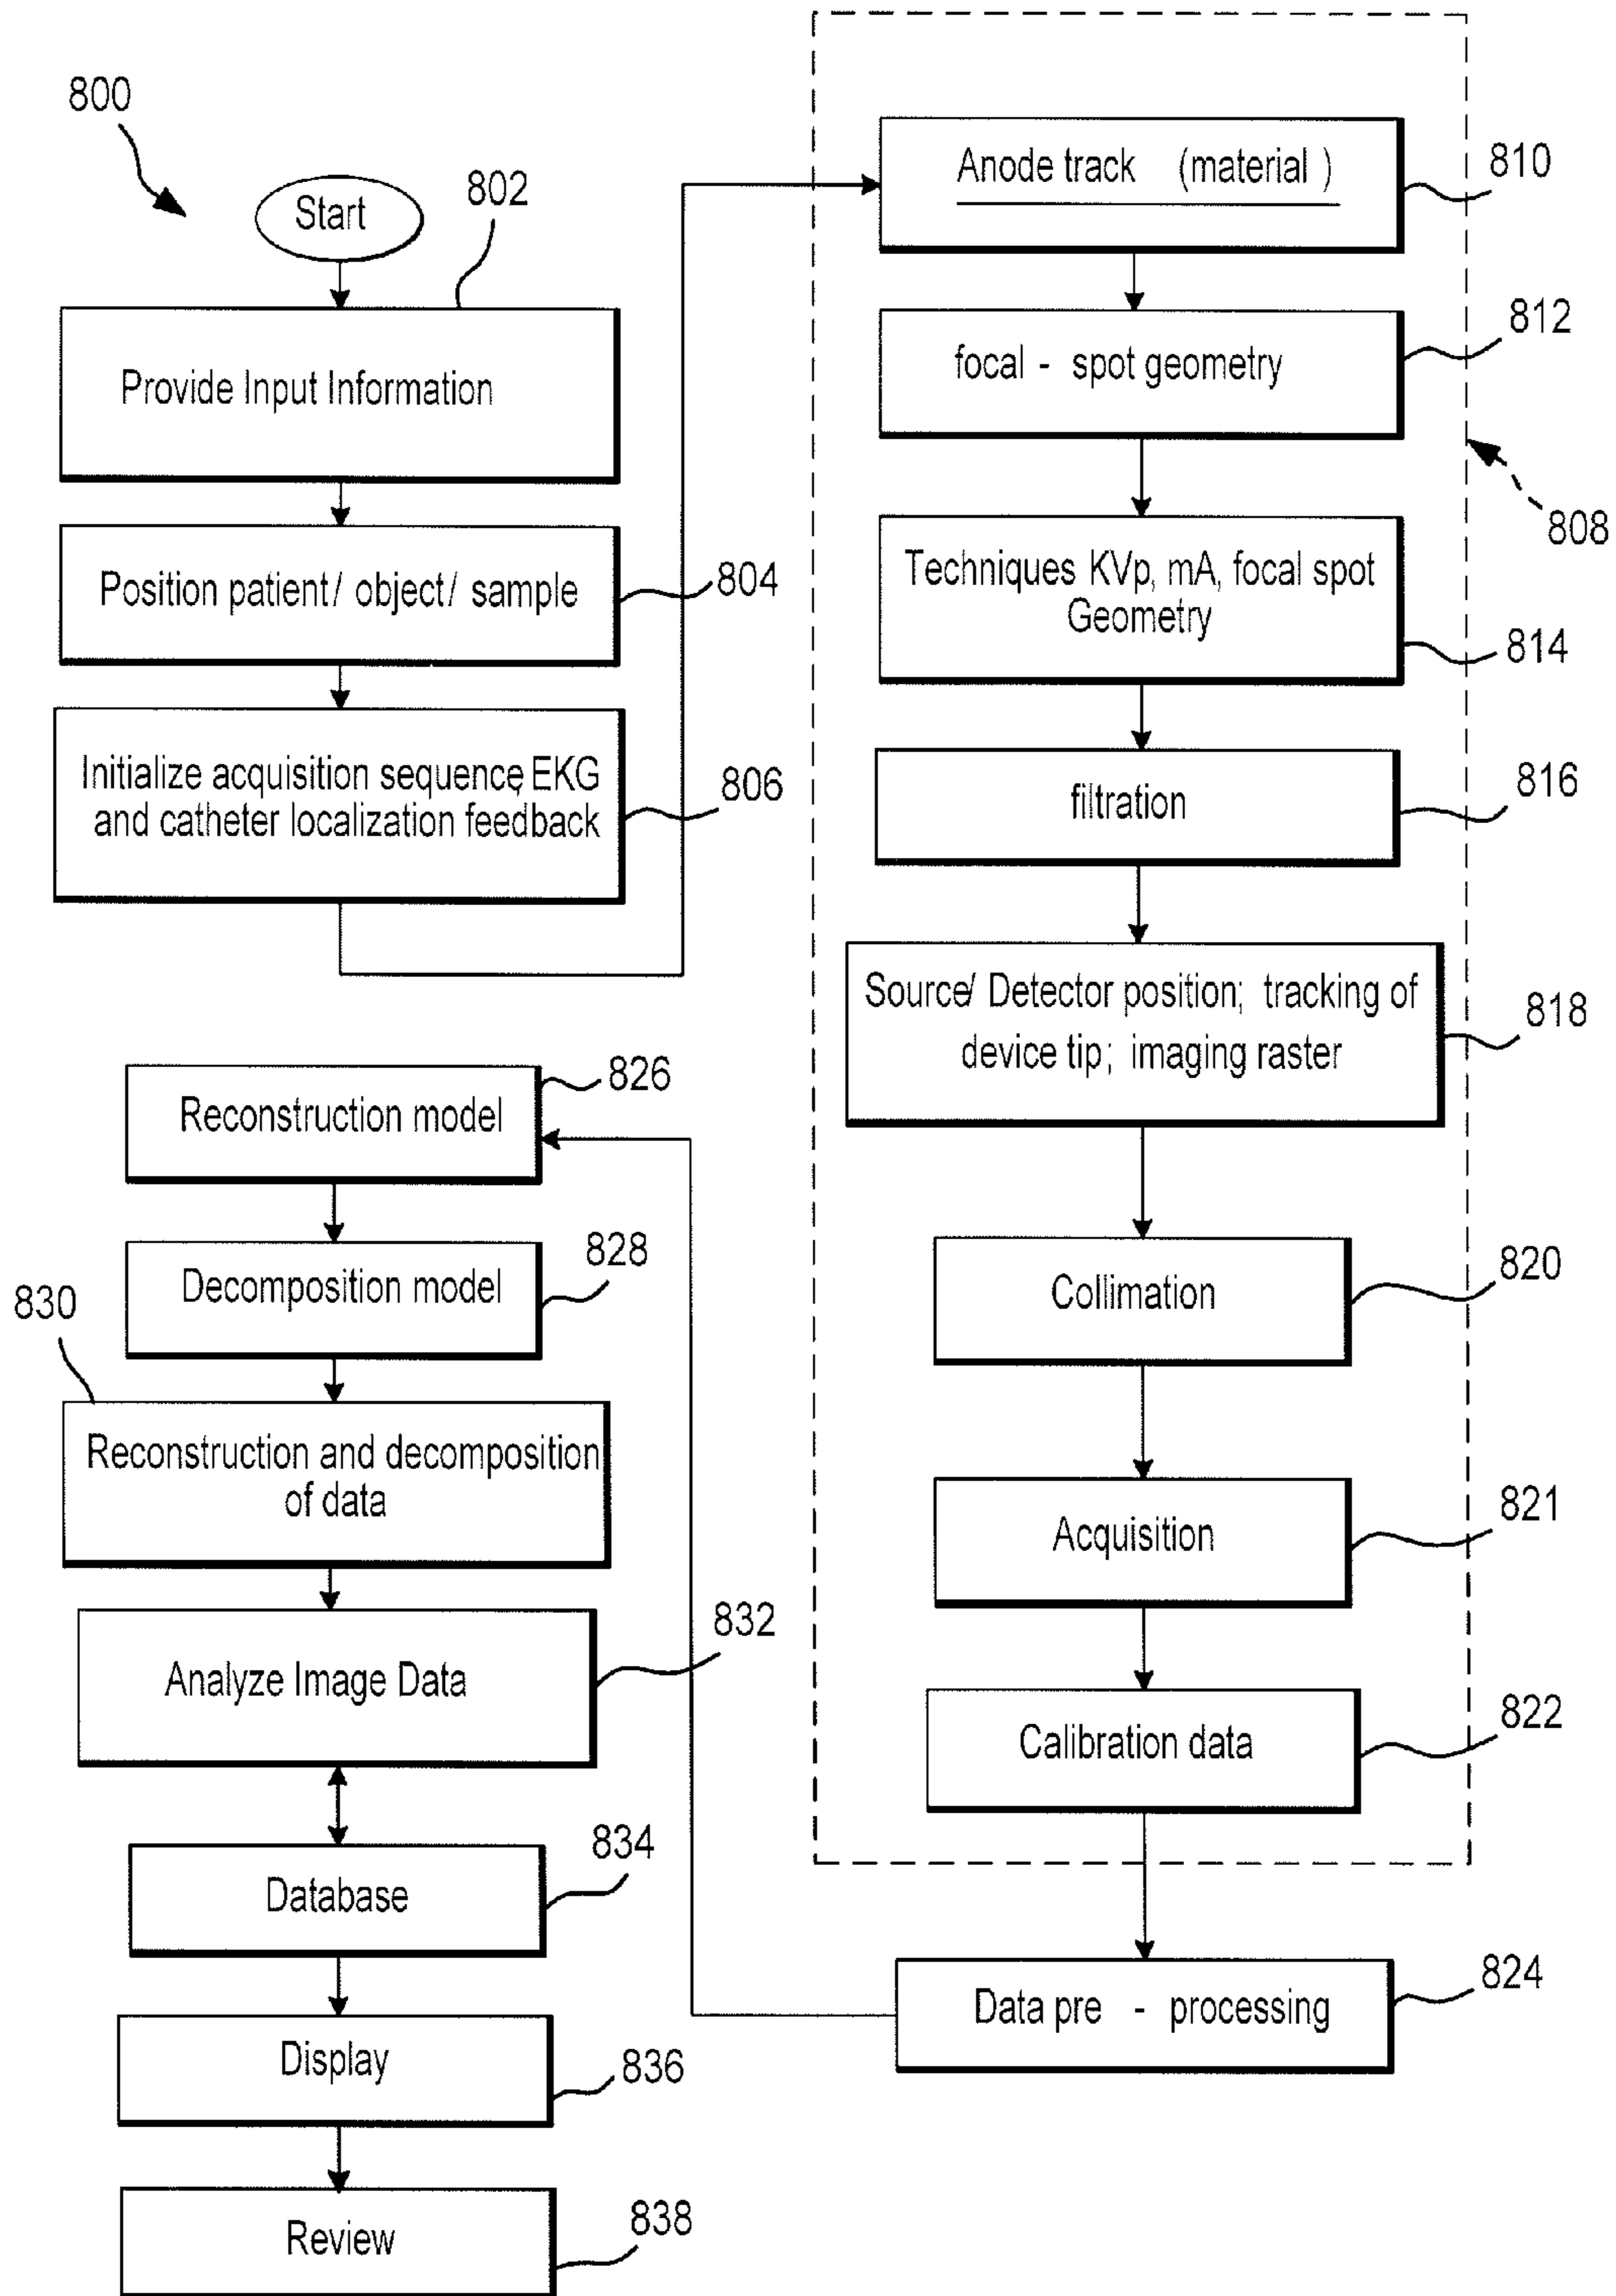 800
Start
802
Provide Input Information
Position patient/ object/ sample
804
Initialize acquisition sequence, EKG
and catheter localization feedback
806
808
Anode track (material )
810
focal - spot geometry
812
Techniques KVp, mA, focal spot
Geometry
814
filtration
816
Source/ Detector position; tracking of
device tip; imaging raster
818
Collimation
820
Acquisition
821
Calibration data
822
Data pre - processing
824
Reconstruction model
826
Decomposition model
828
830
Reconstruction and decomposition
of data
Analyze Image Data
832
Database
834
Display
836
Review
838